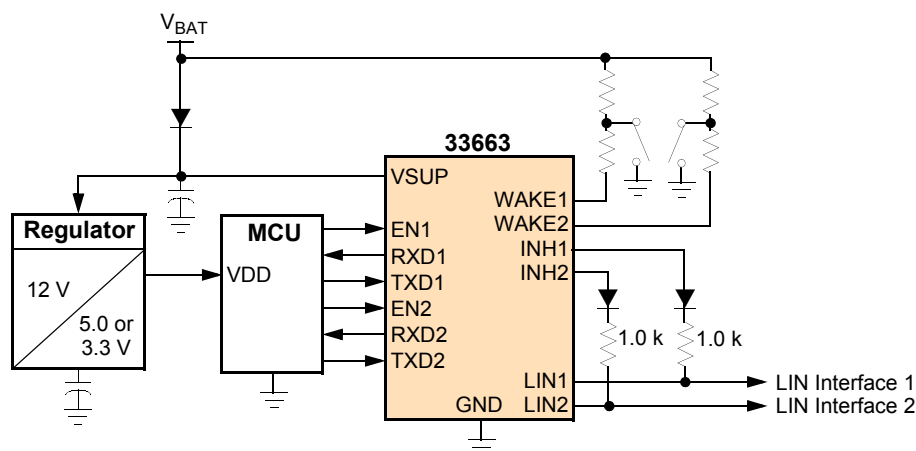 VBAT
33663
VSUP
WAKE1
WAKE2
Regulator
MCU
EN1
INH1
RXD1
INH2
VDD
TXD1
12 V
EN2
5.0 or
3.3 V
RXD2
1.0 k
1.0 k
TXD2
LIN1
LIN Interface 1
GND
LIN2
LIN Interface 2